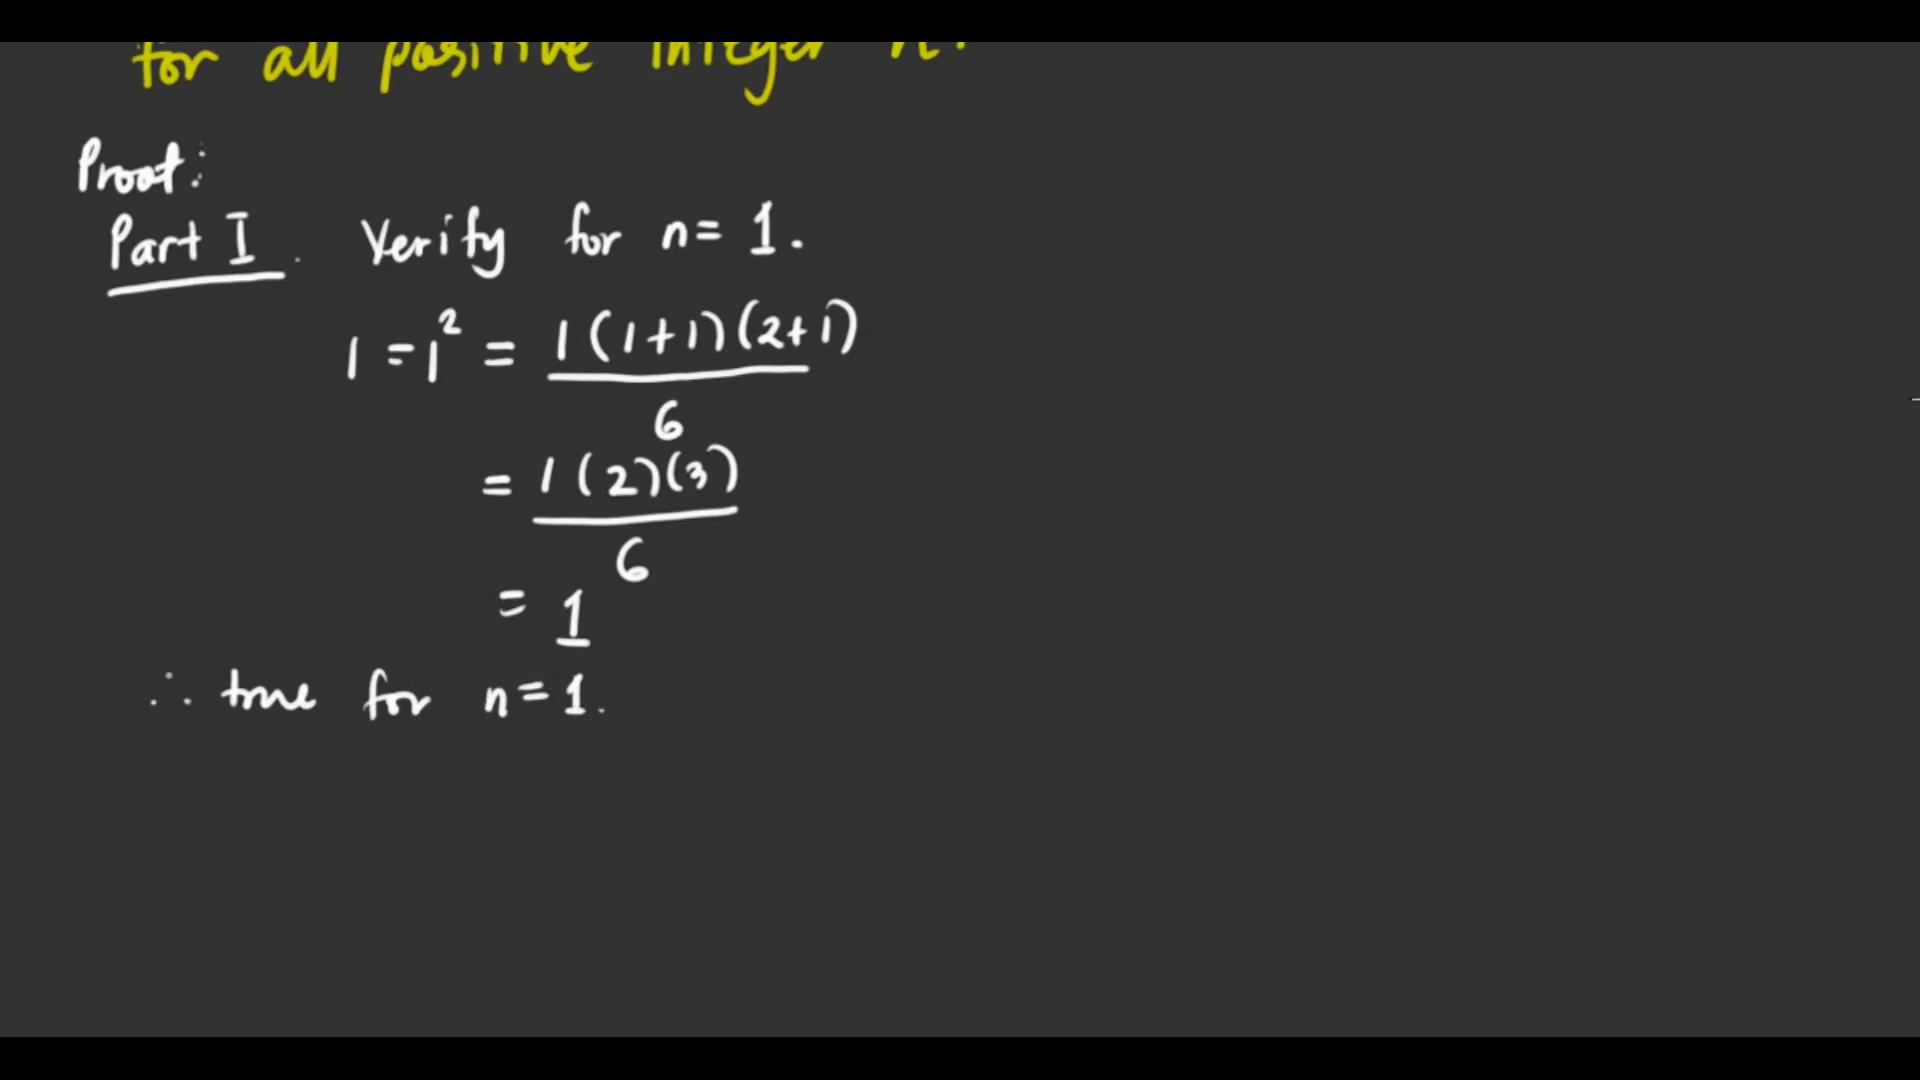 for all positive integer n.
Proof:
Part I. Verify for n = 1.
1 = 1² = 1(1+1)(2+1)
6
= 1(2)(3)
6
= 1
∴ true for n = 1.